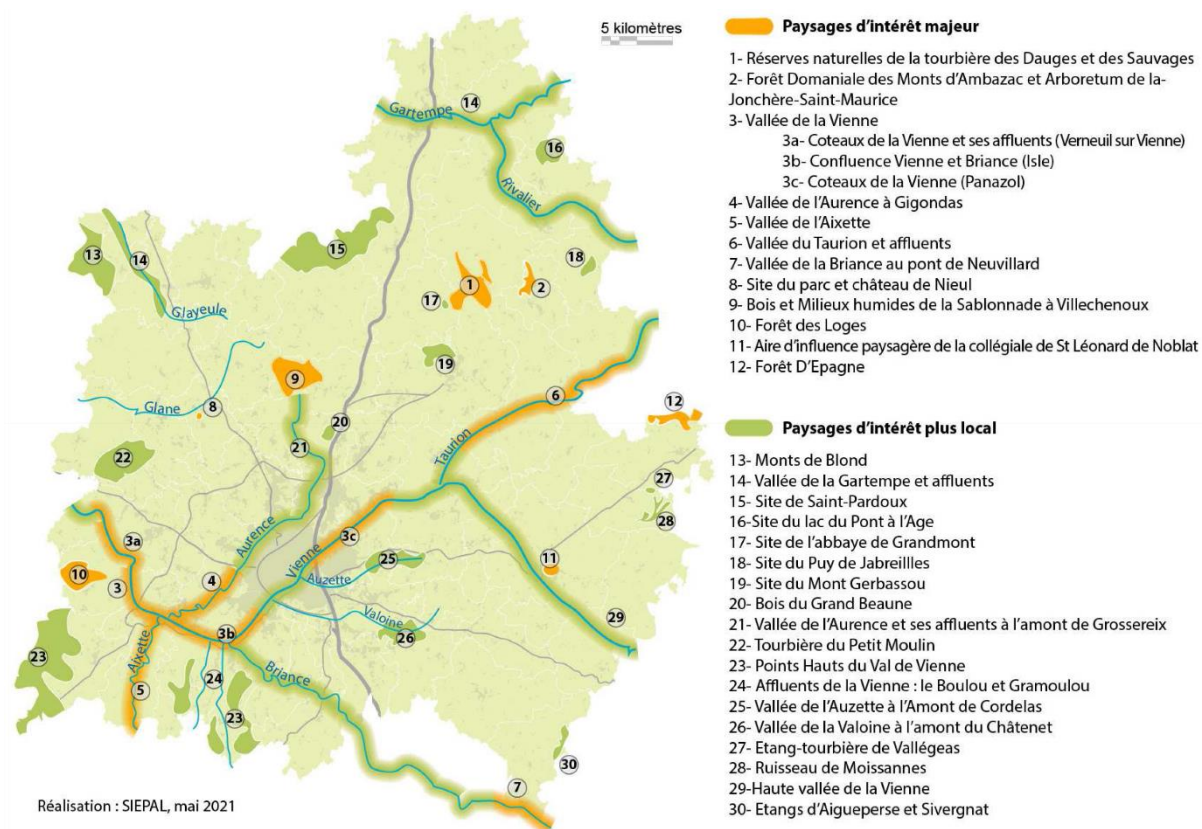 5 kilomètres
Gartempe
14
16
Rivalier
13
14
15
18
Glayeule
17
1
2
19
9
6
Glane
8
12
20
21
Taurion
22
27
28
3a
Aurence
3c
Vienne
25
11
10
3
4
Auzette
Valoine
29
3b
26
23
Aixette
5
24
Briance
23
30
7
Réalisation : SIEPAL, mai 2021
Paysages d'intérêt majeur
1- Réserves naturelles de la tourbière des Dauges et des Sauvages
2- Forêt Domaniale des Monts d'Ambazac et Arboretum de la-
Jonchère-Saint-Maurice
3- Vallée de la Vienne
3a- Coteaux de la Vienne et ses affluents (Verneuil sur Vienne)
3b- Confluence Vienne et Briance (Isle)
3c- Coteaux de la Vienne (Panazol)
4- Vallée de l'Aurence à Gigondas
5- Vallée de l'Aixette
6- Vallée du Taurion et affluents
7- Vallée de la Briance au pont de Neuvillard
8- Site du parc et château de Nieul
9- Bois et Milieux humides de la Sablonnade à Villechenoux
10- Forêt des Loges
11- Aire d'influence paysagère de la collégiale de St Léonard de Noblat
12- Forêt D'Epagne
Paysages d'intérêt plus local
13- Monts de Blond
14- Vallée de la Gartempe et affluents
15- Site de Saint-Pardoux
16-Site du lac du Pont à l'Age
17- Site de l'abbaye de Grandmont
18- Site du Puy de Jabreillles
19- Site du Mont Gerbassou
20- Bois du Grand Beaune
21- Vallée de l'Aurence et ses affluents à l'amont de Grossereix
22- Tourbière du Petit Moulin
23- Points Hauts du Val de Vienne
24- Affluents de la Vienne : le Boulou et Gramoulou
25- Vallée de l'Auzette à l'Amont de Cordelas
26- Vallée de la Valoine à l'amont du Châtenet
27- Etang-tourbière de Vallégeas
28- Ruisseau de Moissannes
29-Haute vallée de la Vienne
30- Etangs d'Aigueperse et Sivergnat